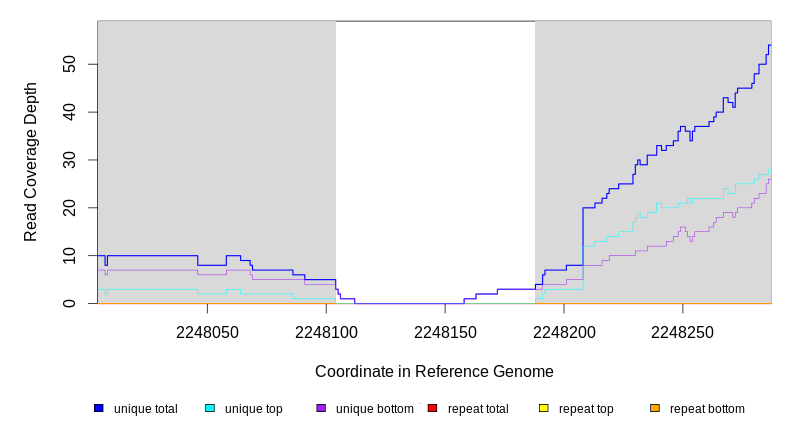 Read Coverage Depth
50
40
30
20
10
0
2248050 2248100 2248150 2248200 2248250
Coordinate in Reference Genome
unique total unique top unique bottom repeat total repeat top repeat bottom